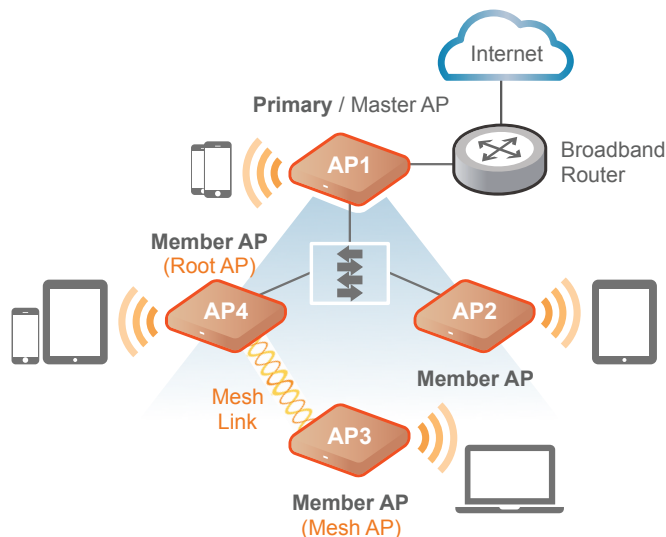 Internet
Primary / Master AP
AP1
Broadband
Router
Member AP
(Root AP)
AP4
AP2
Member AP
Mesh
Link
AP3
Member AP
(Mesh AP)